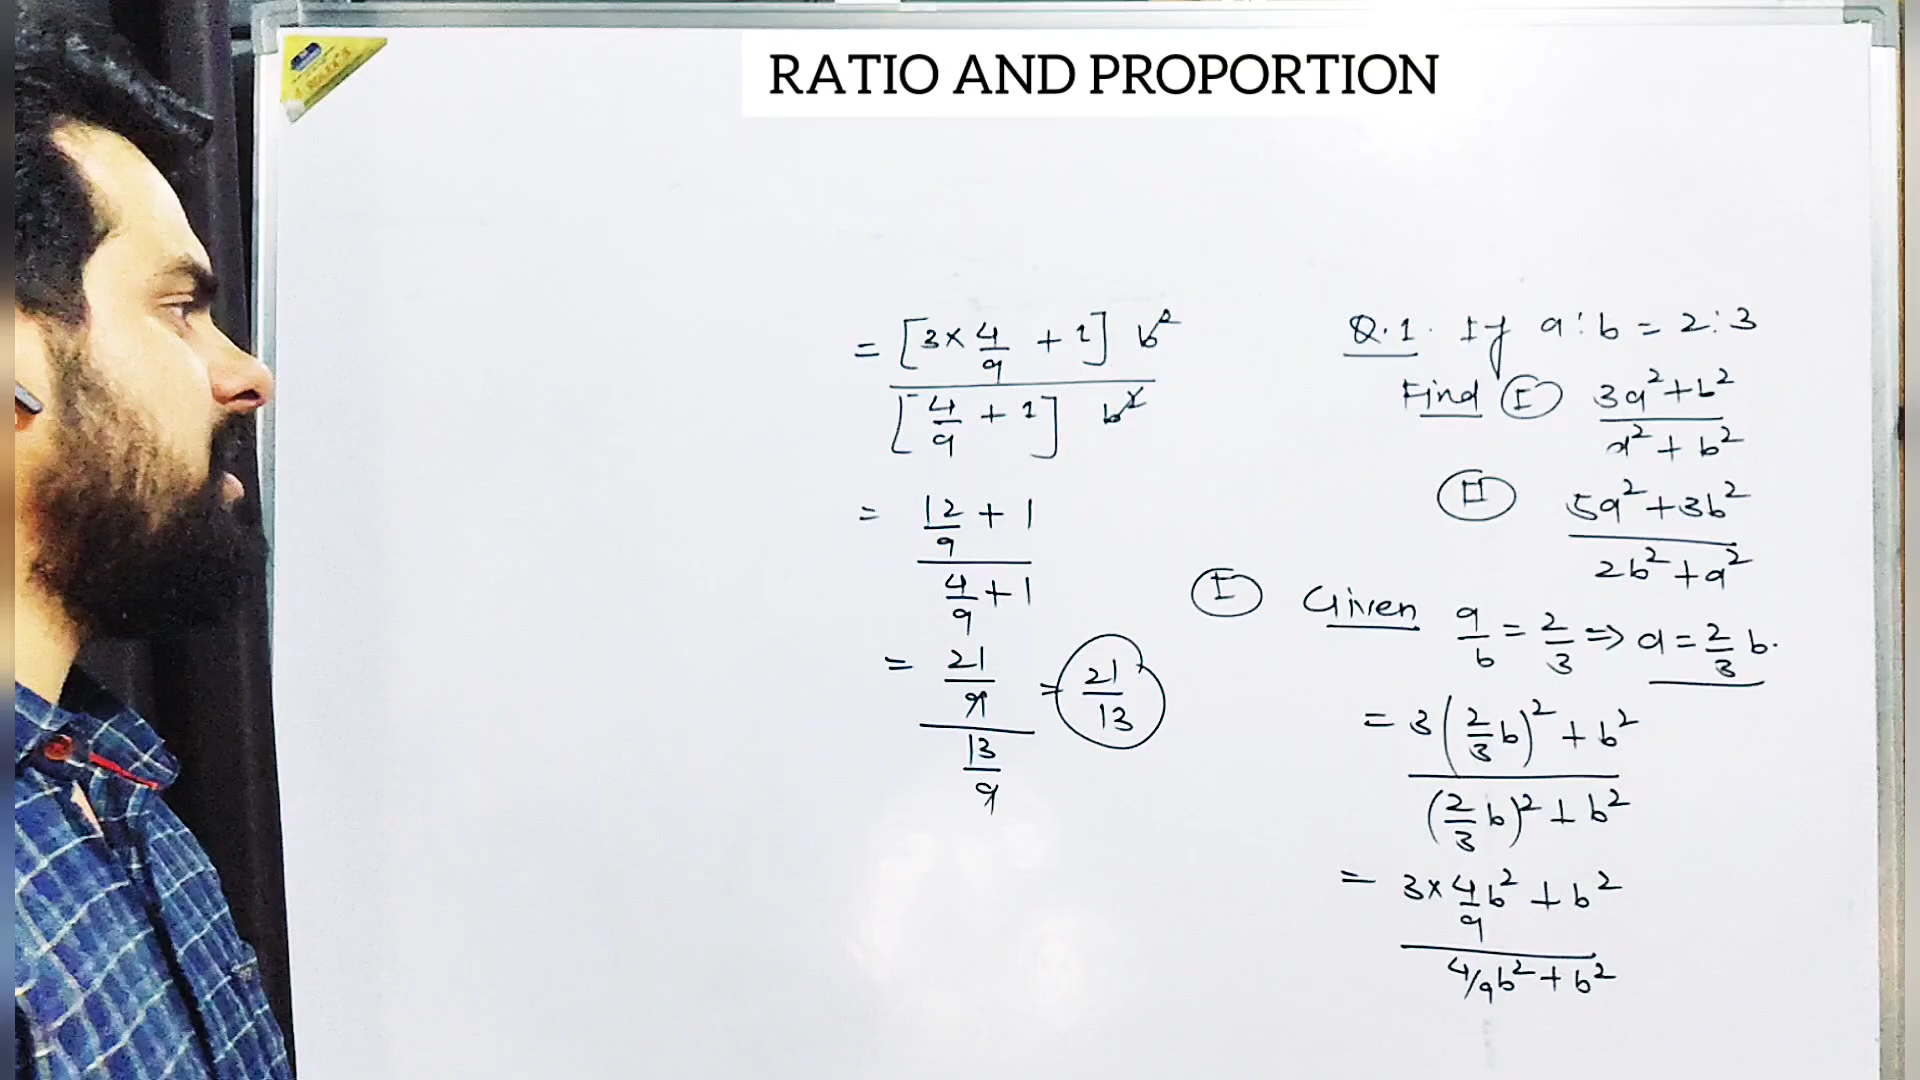 RATIO AND PROPORTION
Q.1. If a:b = 2:3
Find (I) 3a²+b² / a²+b²
(II) 5a²+3b² / 2b²+a²
(I) Given a/b = 2/3 => a = 2/3 b.
= 3(2/3 b)² + b² / (2/3 b)² + b²
= 3×4/9 b² + b² / 4/9b² + b²
= [3×4/9 + 1] b² / [4/9 + 1] b²
= 12/9 + 1 / 4/9 + 1
= 21/9 / 13/9 = 21/13